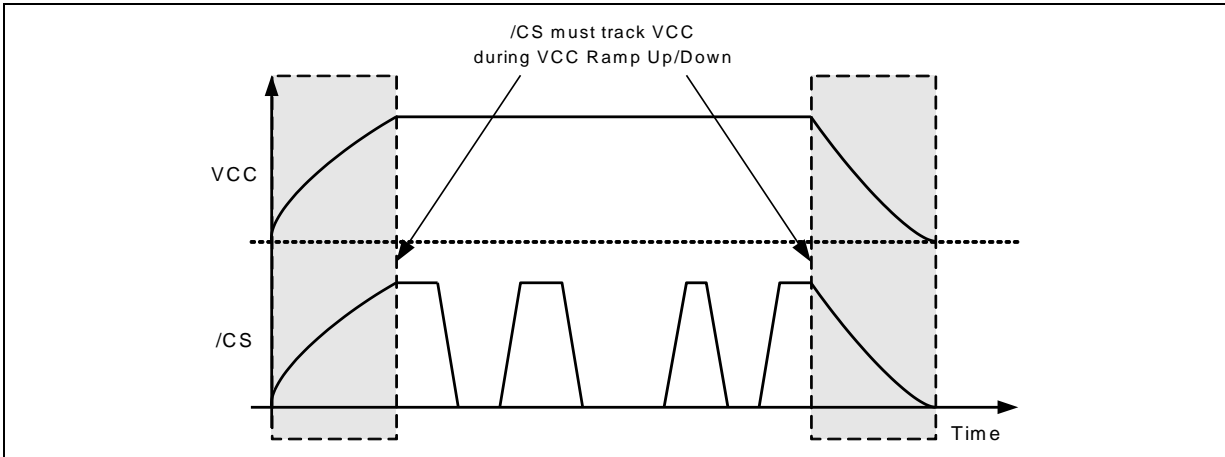 /CS must track VCC
during VCC Ramp Up/Down
VCC
/CS
Time